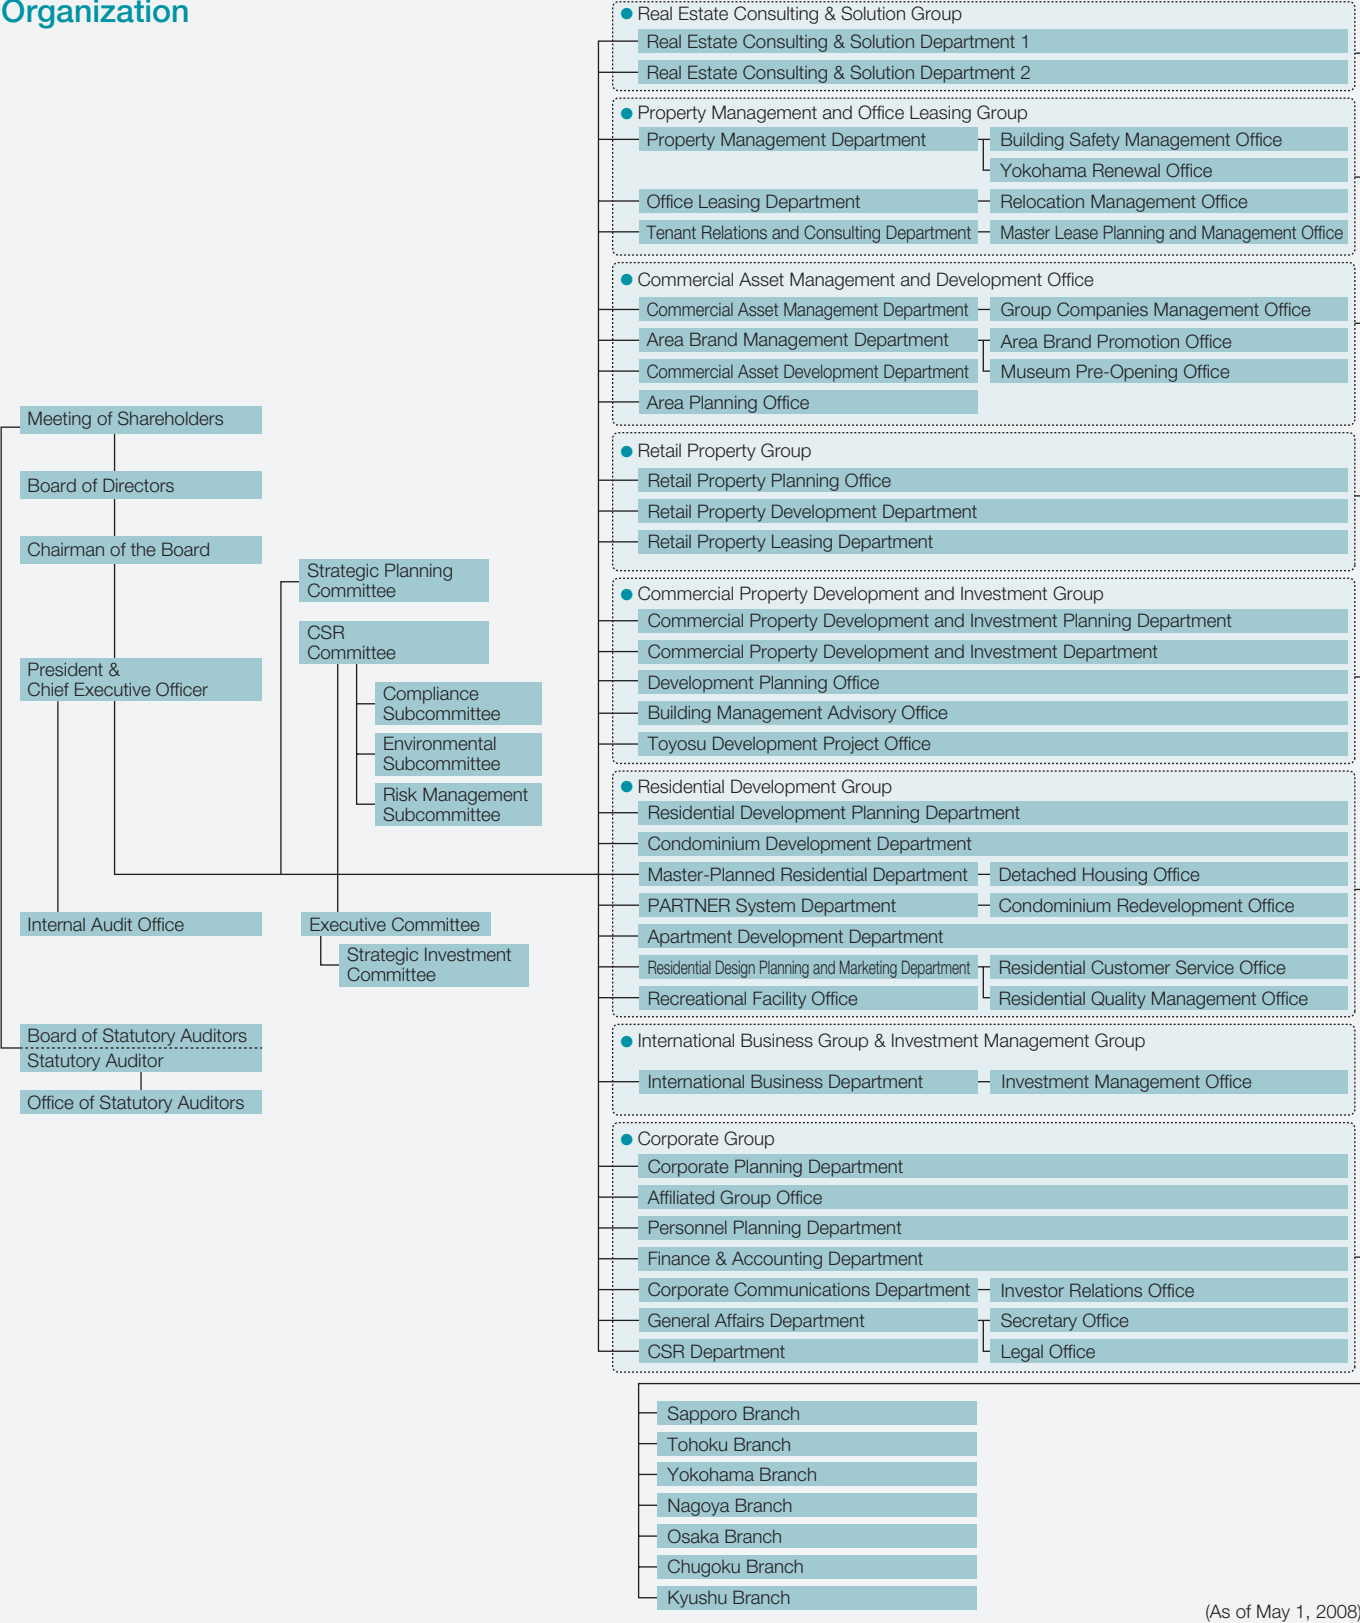 Organization
Meeting of Shareholders
Board of Directors
Chairman of the Board
President &
Chief Executive Officer
Internal Audit Office
Board of Statutory Auditors
Statutory Auditor
Office of Statutory Auditors
Strategic Planning
Committee
CSR
Committee
Compliance
Subcommittee
Environmental
Subcommittee
Risk Management
Subcommittee
Executive Committee
Strategic Investment
Committee
Real Estate Consulting & Solution Group
Real Estate Consulting & Solution Department 1
Real Estate Consulting & Solution Department 2
Property Management and Office Leasing Group
Property Management Department
Building Safety Management Office
Yokohama Renewal Office
Office Leasing Department
Relocation Management Office
Tenant Relations and Consulting Department
Master Lease Planning and Management Office
Commercial Asset Management and Development Office
Commercial Asset Management Department
Group Companies Management Office
Area Brand Management Department
Area Brand Promotion Office
Commercial Asset Development Department
Museum Pre-Opening Office
Area Planning Office
Retail Property Group
Retail Property Planning Office
Retail Property Development Department
Retail Property Leasing Department
Commercial Property Development and Investment Group
Commercial Property Development and Investment Planning Department
Commercial Property Development and Investment Department
Development Planning Office
Building Management Advisory Office
Toyosu Development Project Office
Residential Development Group
Residential Development Planning Department
Condominium Development Department
Master-Planned Residential Department
Detached Housing Office
PARTNER System Department
Condominium Redevelopment Office
Apartment Development Department
Residential Design Planning and Marketing Department
Residential Customer Service Office
Recreational Facility Office
Residential Quality Management Office
International Business Group & Investment Management Group
International Business Department
Investment Management Office
Corporate Group
Corporate Planning Department
Affiliated Group Office
Personnel Planning Department
Finance & Accounting Department
Corporate Communications Department
Investor Relations Office
General Affairs Department
Secretary Office
CSR Department
Legal Office
Sapporo Branch
Tohoku Branch
Yokohama Branch
Nagoya Branch
Osaka Branch
Chugoku Branch
Kyushu Branch
(As of May 1, 2008)